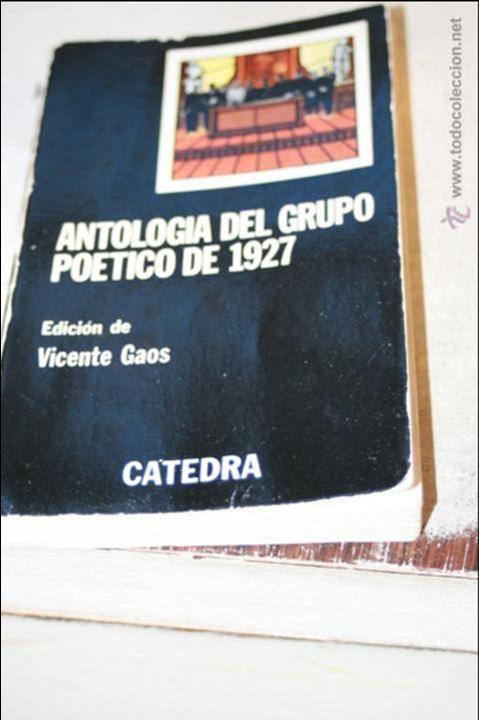 ANTOLOGIA DEL GRUPO
POETICO DE 1927
Edición de
Vicente Gaos
CATEDRA
www.todocoleccion.net